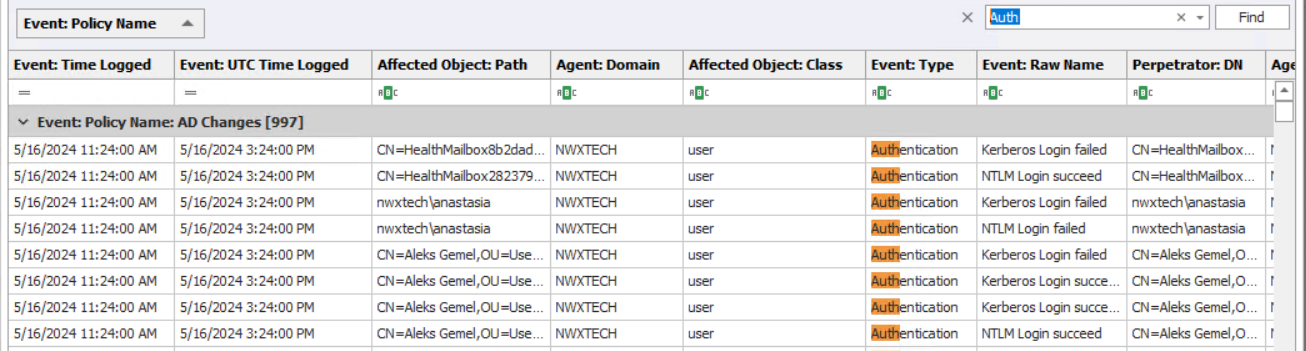 Event: Policy Name
Auth Find
Event: Time Logged Event: UTC Time Logged Affected Object: Path Agent: Domain Affected Object: Class Event: Type Event: Raw Name Perpetrator: DN Age
= = ABC ABC ABC ABC ABC ABC
Event: Policy Name: AD Changes [997]
5/16/2024 11:24:00 AM 5/16/2024 3:24:00 PM CN=HealthMailbox8b2dad... NWXTECH user Authentication Kerberos Login failed CN=HealthMailbox...
5/16/2024 11:24:00 AM 5/16/2024 3:24:00 PM CN=HealthMailbox282379... NWXTECH user Authentication NTLM Login succeed CN=HealthMailbox...
5/16/2024 11:24:00 AM 5/16/2024 3:24:00 PM nwxtech\anastasia NWXTECH user Authentication Kerberos Login failed nwxtech\anastasia
5/16/2024 11:24:00 AM 5/16/2024 3:24:00 PM nwxtech\anastasia NWXTECH user Authentication NTLM Login failed nwxtech\anastasia
5/16/2024 11:24:00 AM 5/16/2024 3:24:00 PM CN=Aleks Gemel,OU=Use... NWXTECH user Authentication Kerberos Login failed CN=Aleks Gemel,O...
5/16/2024 11:24:00 AM 5/16/2024 3:24:00 PM CN=Aleks Gemel,OU=Use... NWXTECH user Authentication Kerberos Login succe... CN=Aleks Gemel,O...
5/16/2024 11:24:00 AM 5/16/2024 3:24:00 PM CN=Aleks Gemel,OU=Use... NWXTECH user Authentication Kerberos Login succe... CN=Aleks Gemel,O...
5/16/2024 11:24:00 AM 5/16/2024 3:24:00 PM CN=Aleks Gemel,OU=Use... NWXTECH user Authentication NTLM Login succeed CN=Aleks Gemel,O...